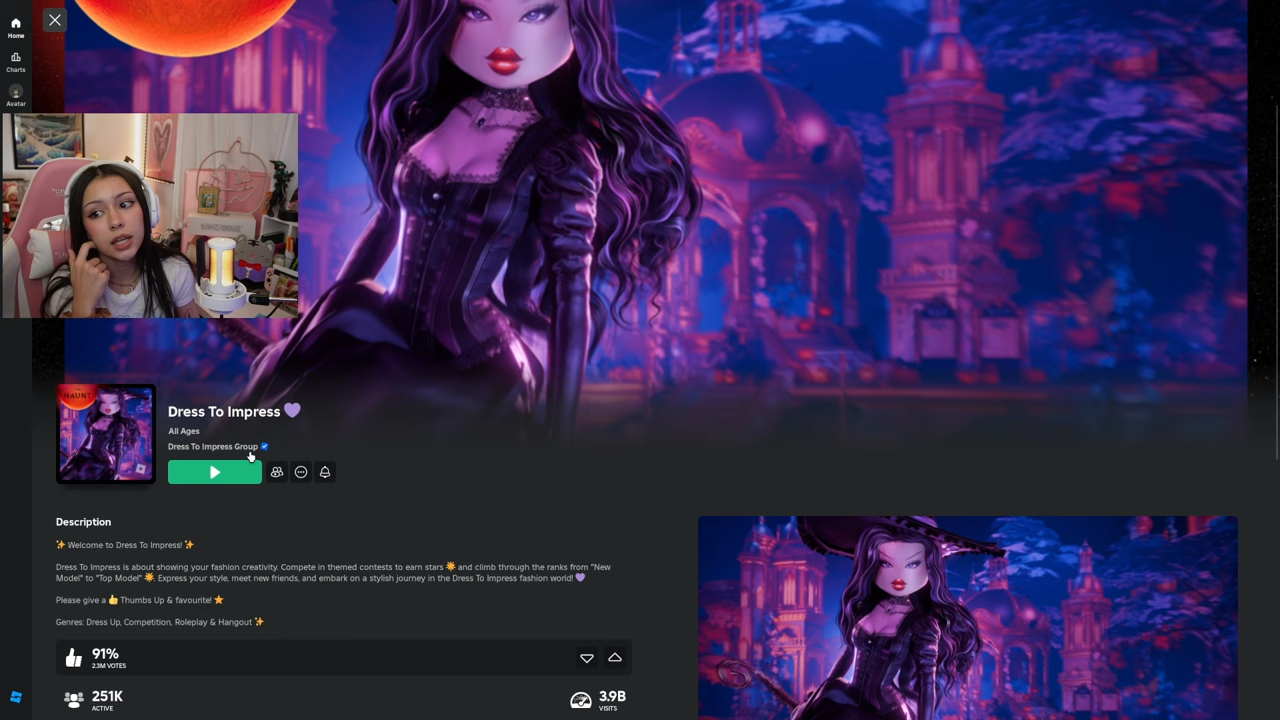 Home
Charts
Avatar
HAUNT
Dress To Impress 💜
All Ages
Dress To Impress Group
Description
✨ Welcome to Dress To Impress! ✨
Dress To Impress is about showing your fashion creativity. Compete in themed contests to earn stars 🌟 and climb through the ranks from "New
Model" to "Top Model" 🌟. Express your style, meet new friends, and embark on a stylish journey in the Dress To Impress fashion world! 💜
Please give a 👍 Thumbs Up & favourite! ⭐
Genres: Dress Up, Competition, Roleplay & Hangout ✨
91%
2.3M VOTES
251K
ACTIVE
3.9B
VISITS